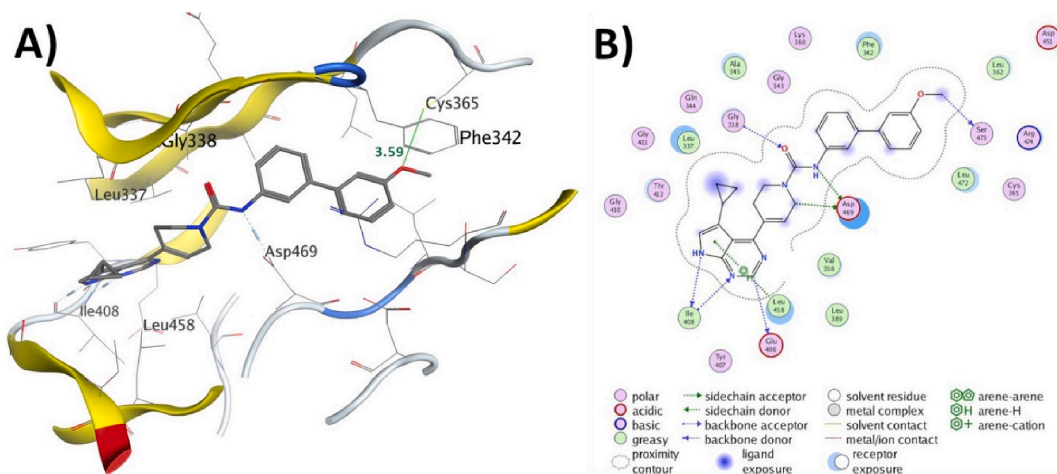 A)
Cys365
3.59
Phe342
Gly338
Leu337
Asp469
Ile408
Leu458
B)
Lys
360
Phe
342
Asp
451
Ala
345
Leu
362
Gly
343
Gln
344
Gly
338
Ser
473
Arg
474
Gly
411
Leu
337
O
O
NH
N
Leu
472
Cys
365
Thr
412
Asp
469
Gly
410
N
HN
N
H
Val
358
Ile
408
Leu
458
Leu
389
Glu
406
Tyr
407
polar
acidic
basic
greasy
proximity
contour
sidechain acceptor
sidechain donor
backbone acceptor
backbone donor
ligand
exposure
solvent residue
metal complex
solvent contact
metal/ion contact
receptor
exposure
arene-arene
H arene-H
+ arene-cation